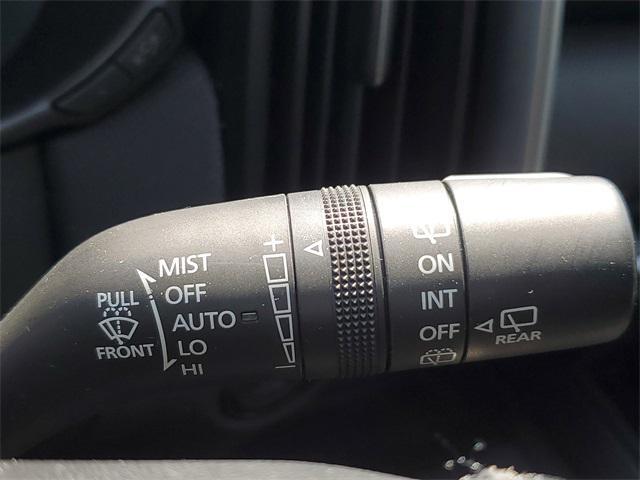 MIST
OFF
AUTO
LO
HI
PULL
FRONT
+
−
ON
INT
OFF
REAR